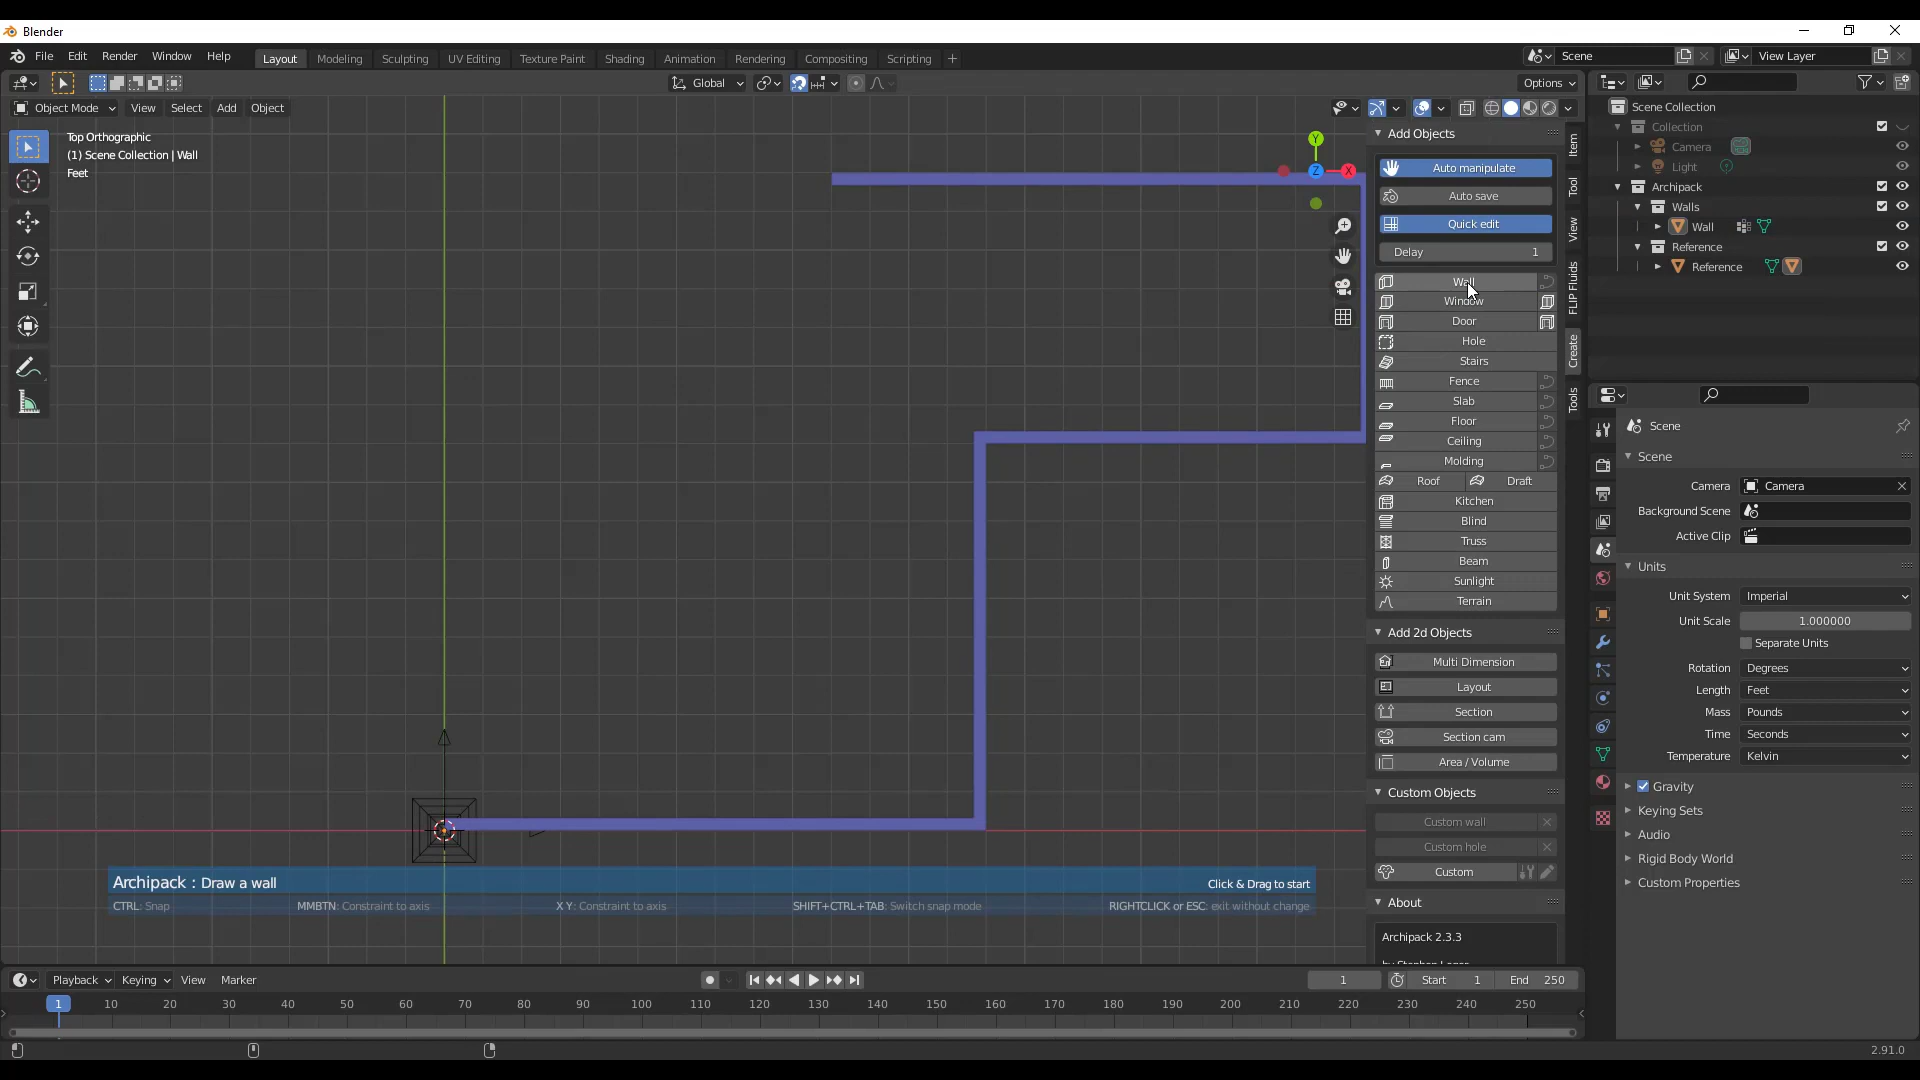 Blender
File Edit Render Window Help Layout Modeling Sculpting UV Editing Texture Paint Shading Animation Rendering Compositing Scripting + Scene View Layer
Global Options
Object Mode View Select Add Object
Top Orthographic
(1) Scene Collection | Wall
Feet
Y
Z
X
Add Objects
Auto manipulate
Auto save
Quick edit
Delay 1
Wall
Window
Door
Hole
Stairs
Fence
Slab
Floor
Ceiling
Molding
Roof Draft
Kitchen
Blind
Truss
Beam
Sunlight
Terrain
Add 2d Objects
Multi Dimension
Layout
Section
Section cam
Area / Volume
Custom Objects
Custom wall
Custom hole
Custom
About
Archipack 2.3.3
Item
Tool
View
FLIP Fluids
Create
Tools
Scene Collection
Collection
Camera
Light
Archipack
Walls
Wall
Reference
Reference
Scene
Scene
Camera Camera
Background Scene
Active Clip
Units
Unit System Imperial
Unit Scale 1.000000
Separate Units
Rotation Degrees
Length Feet
Mass Pounds
Time Seconds
Temperature Kelvin
Gravity
Keying Sets
Audio
Rigid Body World
Custom Properties
Archipack : Draw a wall Click & Drag to start
CTRL: Snap MMBTN: Constraint to axis X Y: Constraint to axis SHIFT+CTRL+TAB: Switch snap mode RIGHTCLICK or ESC: exit without change
Playback Keying View Marker 1 Start 1 End 250
1 10 20 30 40 50 60 70 80 90 100 110 120 130 140 150 160 170 180 190 200 210 220 230 240 250
2.91.0